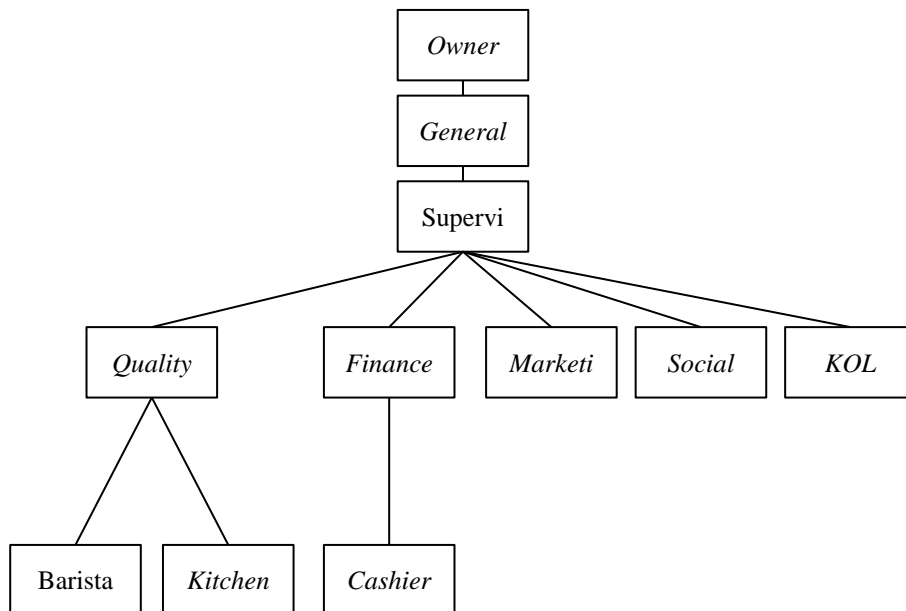 Owner
General
Supervi
Quality
Finance
Marketi
Social
KOL
Barista
Kitchen
Cashier